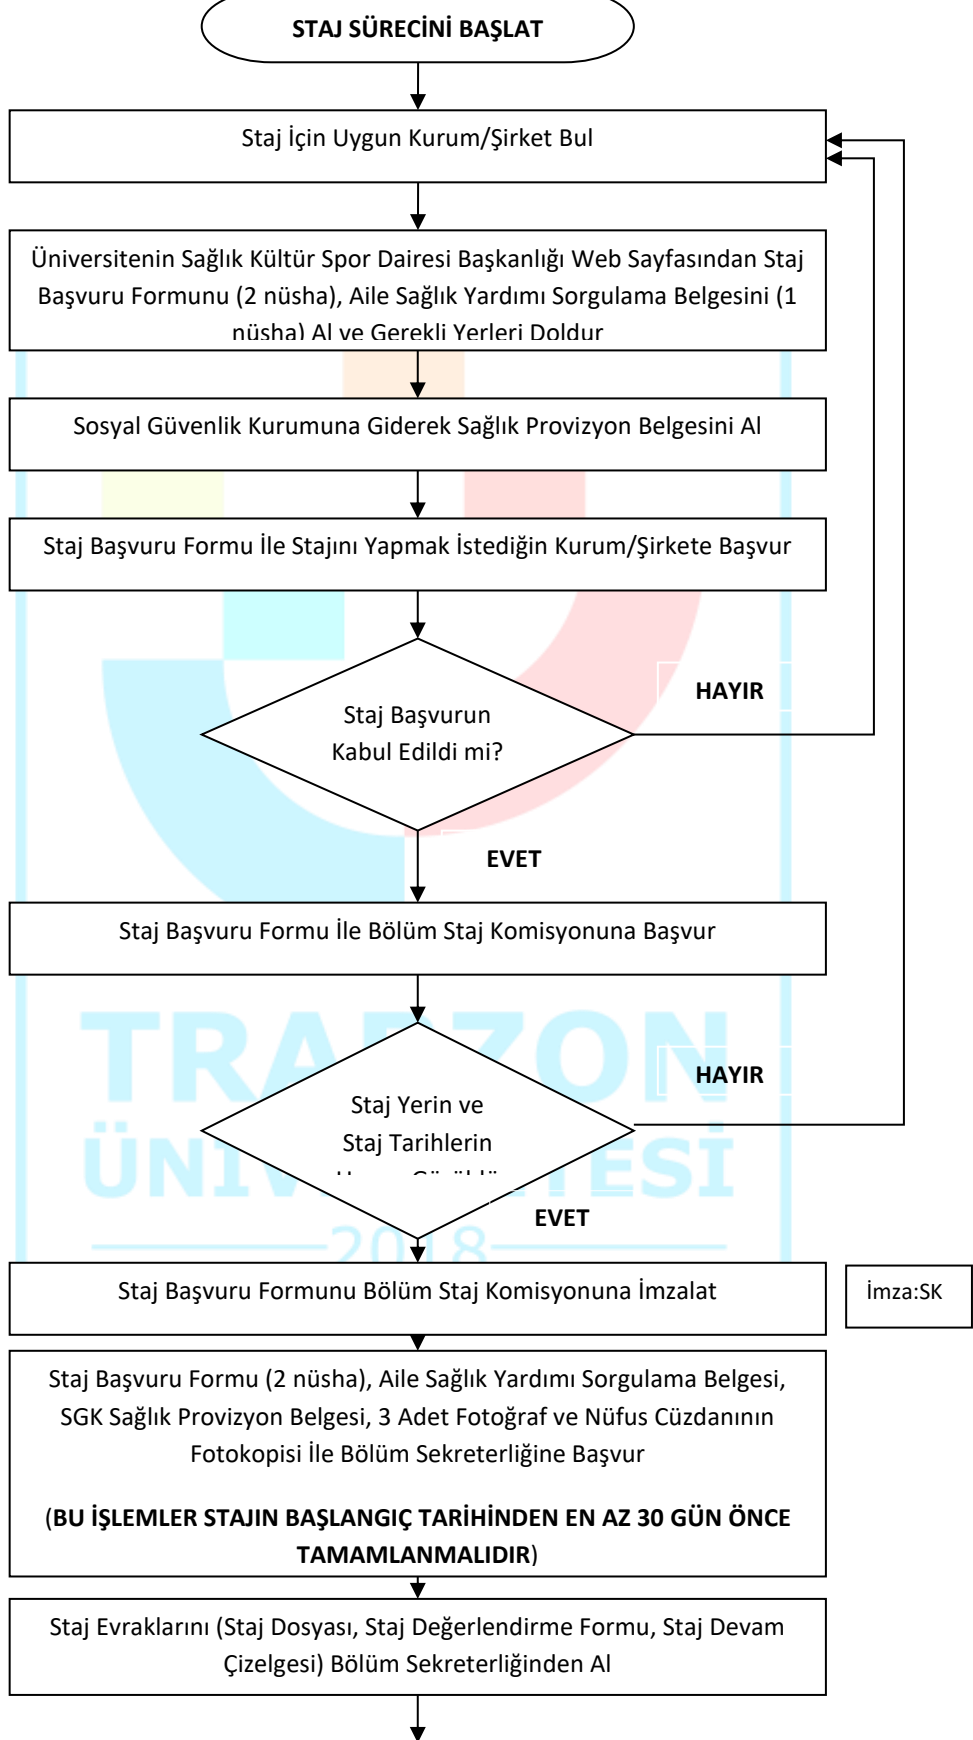 STAJ SÜRECİNİ BAŞLAT
Staj İçin Uygun Kurum/Şirket Bul
Üniversitenin Sağlık Kültür Spor Dairesi Başkanlığı Web Sayfasından Staj
Başvuru Formunu (2 nüsha), Aile Sağlık Yardımı Sorgulama Belgesini (1
nüsha) Al ve Gerekli Yerleri Doldur
Sosyal Güvenlik Kurumuna Giderek Sağlık Provizyon Belgesini Al
Staj Başvuru Formu İle Stajını Yapmak İstediğin Kurum/Şirkete Başvur
HAYIR
Staj Başvurun
Kabul Edildi mi?
EVET
Staj Başvuru Formu İle Bölüm Staj Komisyonuna Başvur
TRABZON
ÜNİVERSİTESİ
2018
HAYIR
Staj Yerin ve
Staj Tarihlerin
EVET
Staj Başvuru Formunu Bölüm Staj Komisyonuna İmzalat
İmza:SK
Staj Başvuru Formu (2 nüsha), Aile Sağlık Yardımı Sorgulama Belgesi,
SGK Sağlık Provizyon Belgesi, 3 Adet Fotoğraf ve Nüfus Cüzdanının
Fotokopisi İle Bölüm Sekreterliğine Başvur
(BU İŞLEMLER STAJIN BAŞLANGIÇ TARİHİNDEN EN AZ 30 GÜN ÖNCE
TAMAMLANMALIDIR)
Staj Evraklarını (Staj Dosyası, Staj Değerlendirme Formu, Staj Devam
Çizelgesi) Bölüm Sekreterliğinden Al